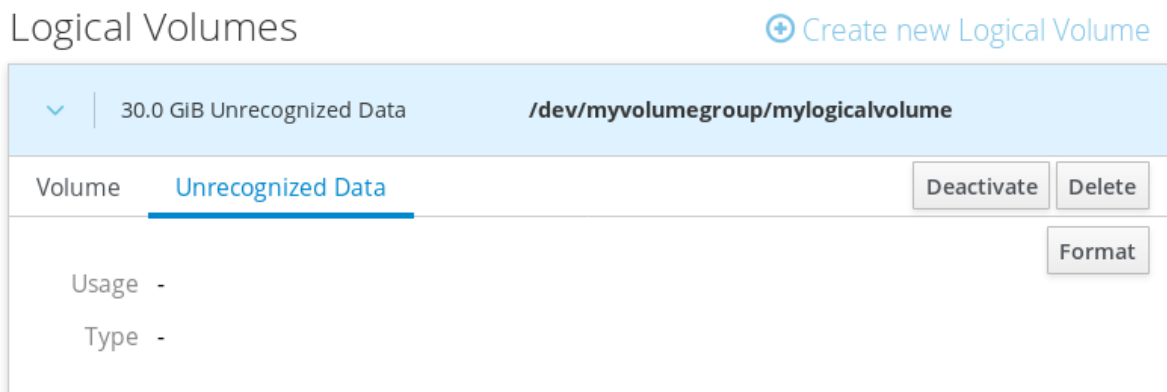 Logical Volumes
Create new Logical Volume
30.0 GiB Unrecognized Data /dev/myvolumegroup/mylogicalvolume
Volume Unrecognized Data Deactivate Delete
Format
Usage -
Type -